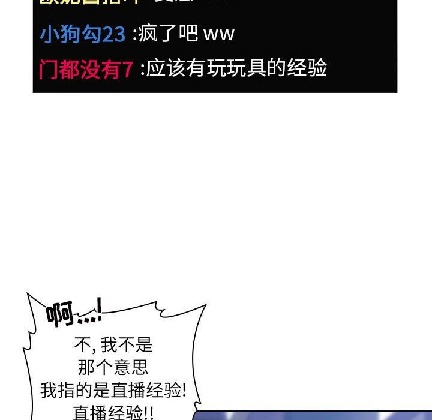 小狗勾23 :疯了吧 ww
门都没有7 :应该有玩玩具的经验
啊...!
不, 我不是
那个意思
我指的是直播经验!
直播经验!!